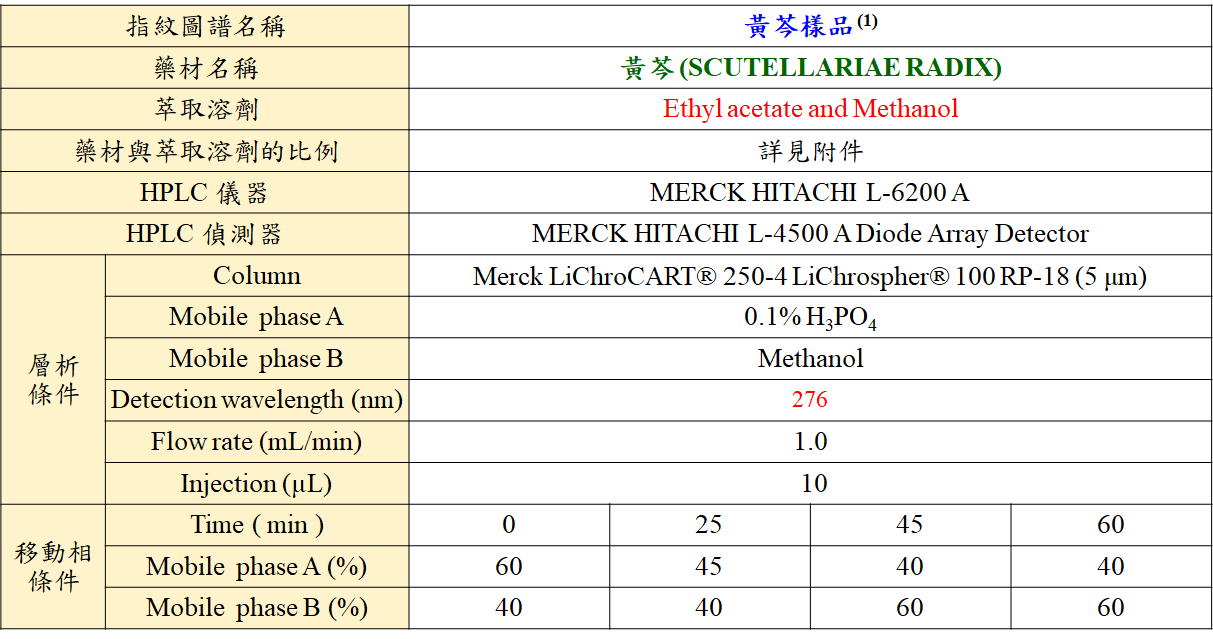 指紋圖譜名稱 黃芩樣品(1)
藥材名稱 黃芩(SCUTELLARIAE RADIX)
萃取溶劑 Ethyl acetate and Methanol
藥材與萃取溶劑的比例 詳見附件
HPLC 儀器 MERCK HITACHI L-6200 A
HPLC 偵測器 MERCK HITACHI L-4500 A Diode Array Detector
層析條件
Column Merck LiChroCART® 250-4 LiChrospher® 100 RP-18 (5 μm)
Mobile phase A 0.1% H3PO4
Mobile phase B Methanol
Detection wavelength (nm) 276
Flow rate (mL/min) 1.0
Injection (μL) 10
移動相條件
Time ( min ) 0 25 45 60
Mobile phase A (%) 60 45 40 40
Mobile phase B (%) 40 40 60 60